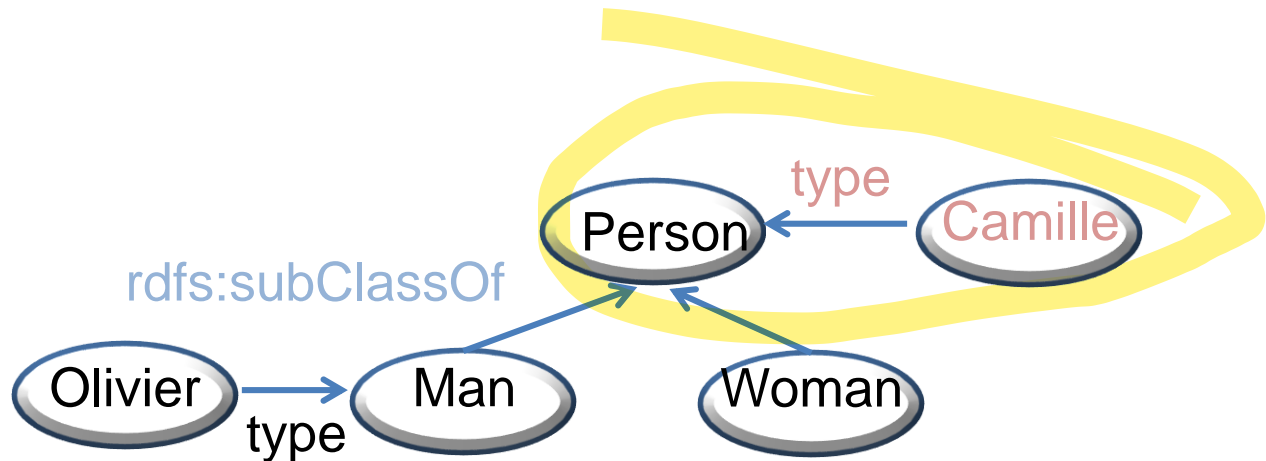 type
Person
Camille
rdfs:subClassOf
Olivier
Man
Woman
type